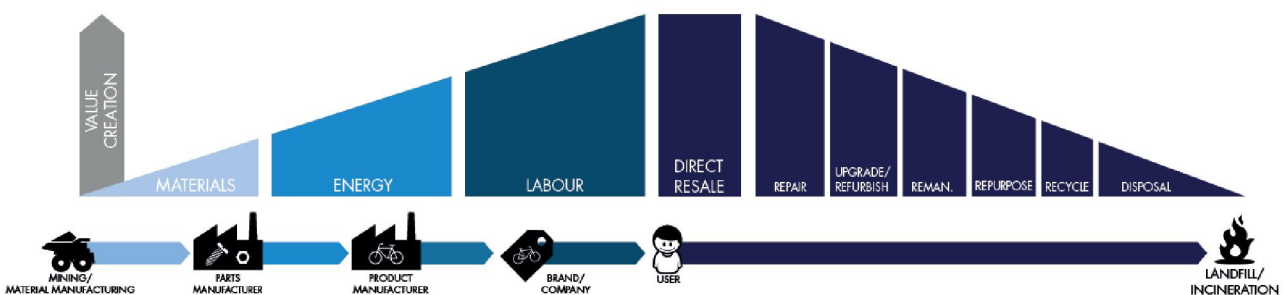 VALUE
CREATION
MATERIALS
ENERGY
LABOUR
DIRECT
RESALE
REPAIR
UPGRADE/
REFURBISH
REMAN.
REPURPOSE
RECYCLE
DISPOSAL
MINING/
MATERIAL MANUFACTURING
PARTS
MANUFACTURER
PRODUCT
MANUFACTURER
BRAND/
COMPANY
USER
LANDFILL/
INCINERATION